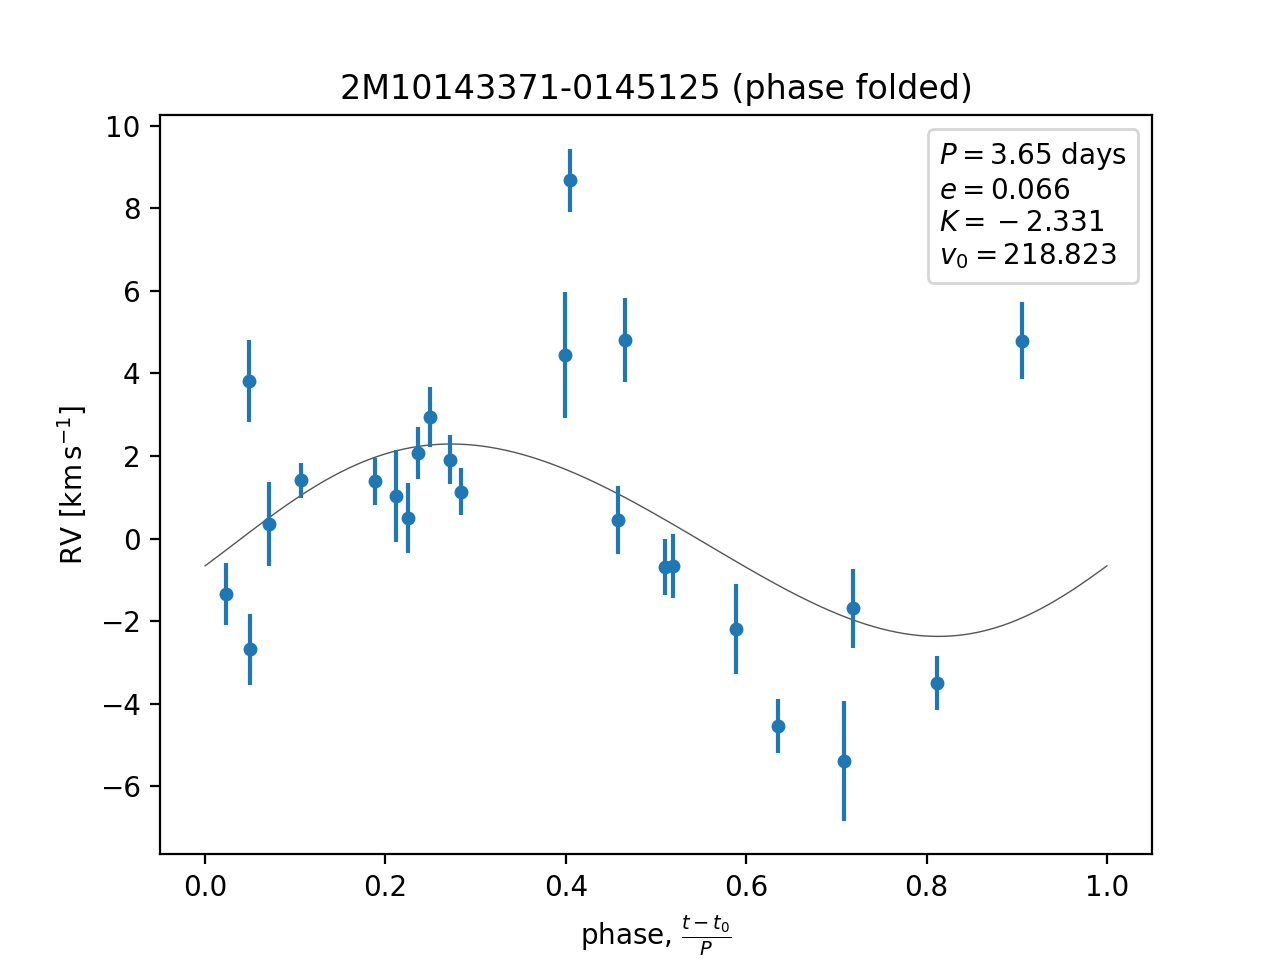 2M10143371-0145125 (phase folded)
P = 3.65 days
e = 0.066
K = −2.331
v₀ = 218.823
10
8
6
4
2
0
−2
−4
−6
RV [km s⁻¹]
0.0 0.2 0.4 0.6 0.8 1.0
phase, (t − t₀)/P